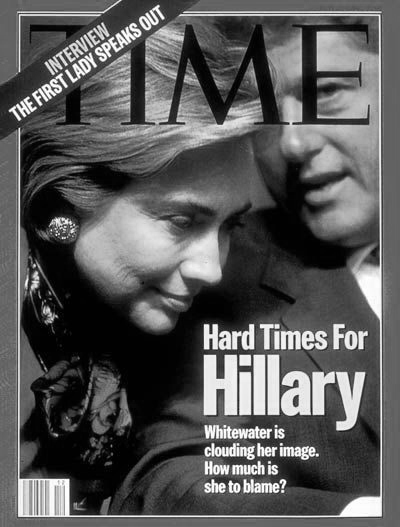 INTERVIEW
THE FIRST LADY SPEAKS OUT
TIME
Hard Times For
Hillary
Whitewater is
clouding her image.
How much is
she to blame?